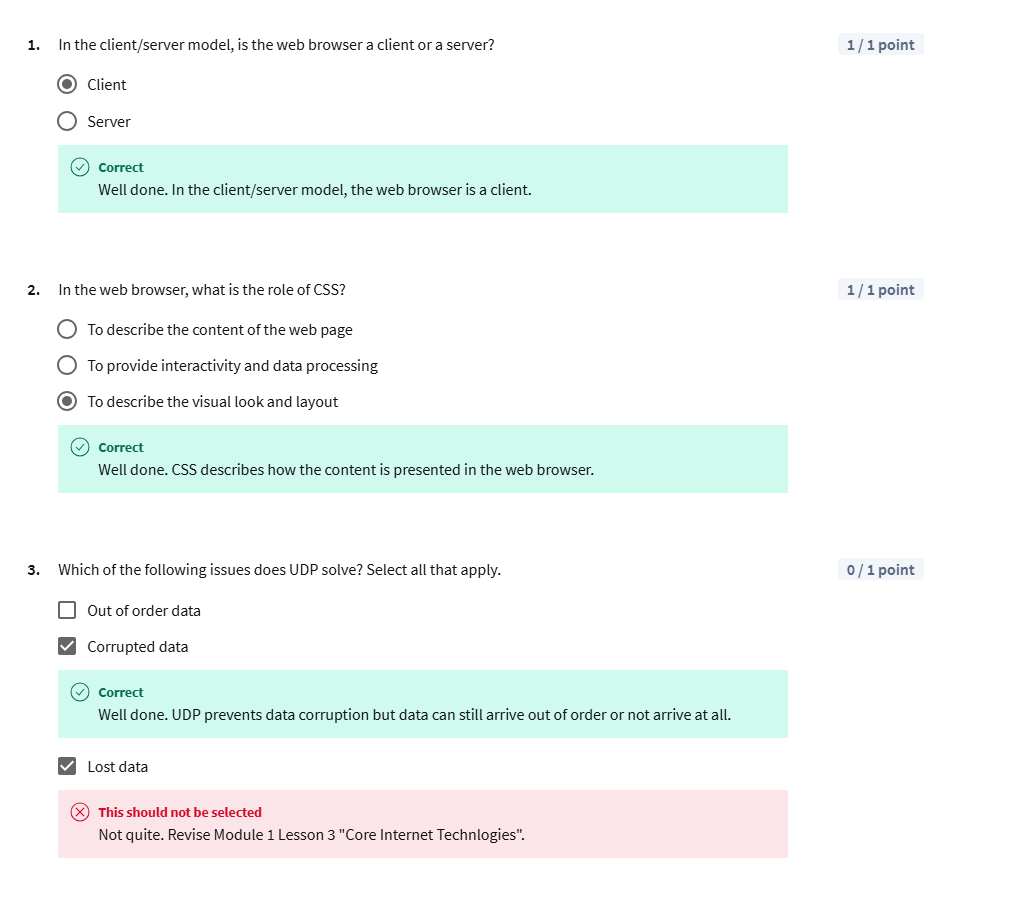 1. In the client/server model, is the web browser a client or a server? 1 / 1 point
Client
Server
Correct
Well done. In the client/server model, the web browser is a client.
2. In the web browser, what is the role of CSS? 1 / 1 point
To describe the content of the web page
To provide interactivity and data processing
To describe the visual look and layout
Correct
Well done. CSS describes how the content is presented in the web browser.
3. Which of the following issues does UDP solve? Select all that apply. 0 / 1 point
Out of order data
Corrupted data
Correct
Well done. UDP prevents data corruption but data can still arrive out of order or not arrive at all.
Lost data
This should not be selected
Not quite. Revise Module 1 Lesson 3 "Core Internet Technlogies".